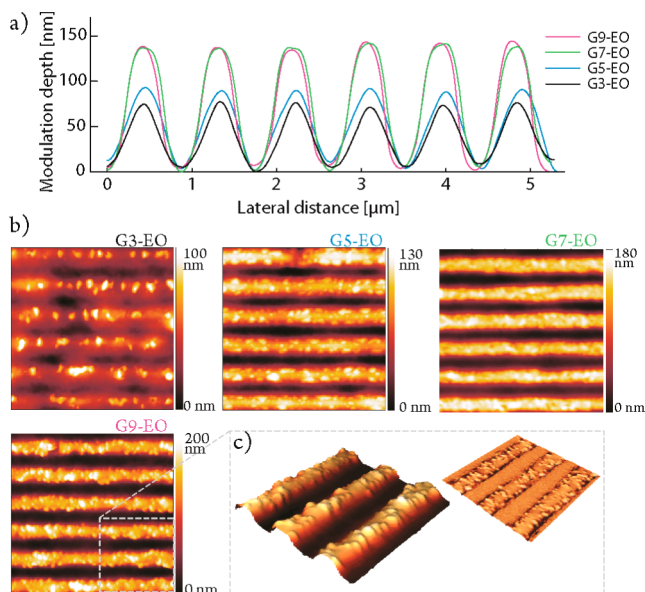 a)
Modulation depth [nm]
150
100
50
0
G9-EO
G7-EO
G5-EO
G3-EO
0 1 2 3 4 5
Lateral distance [µm]
b)
G3-EO
100
nm
0 nm
G5-EO
130
nm
0 nm
G7-EO
180
nm
0 nm
G9-EO
200
nm
0 nm
c)